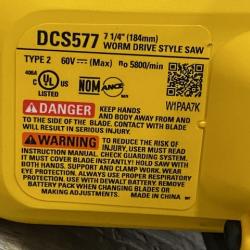 DCS577
7 1/4" (184mm)
WORM DRIVE STYLE SAW
TYPE 2 60V⎓ (Max) no 5800/min
c UL us
LISTED
NOM
ANCE
W1PAA7K
DANGER KEEP HANDS
AND BODY AWAY FROM AND
TO THE SIDE OF THE BLADE. CONTACT WITH BLADE
WILL RESULT IN SERIOUS INJURY.
WARNING TO REDUCE THE RISK OF
INJURY, USER MUST READ
INSTRUCTION MANUAL. CHECK GUARDING SYSTEM.
IT MUST COVER BLADE INSTANTLY! HOLD SAW WITH
BOTH HANDS. SUPPORT AND CLAMP WORK. WEAR
EYE PROTECTION. ALWAYS USE PROPER
RESPIRATORY PROTECTION. USE DEWALT BATTERY. REMOVE
BATTERY PACK WHEN CHANGING BLADES OR
MAKING ADJUSTMENTS.
MADE IN CHINA